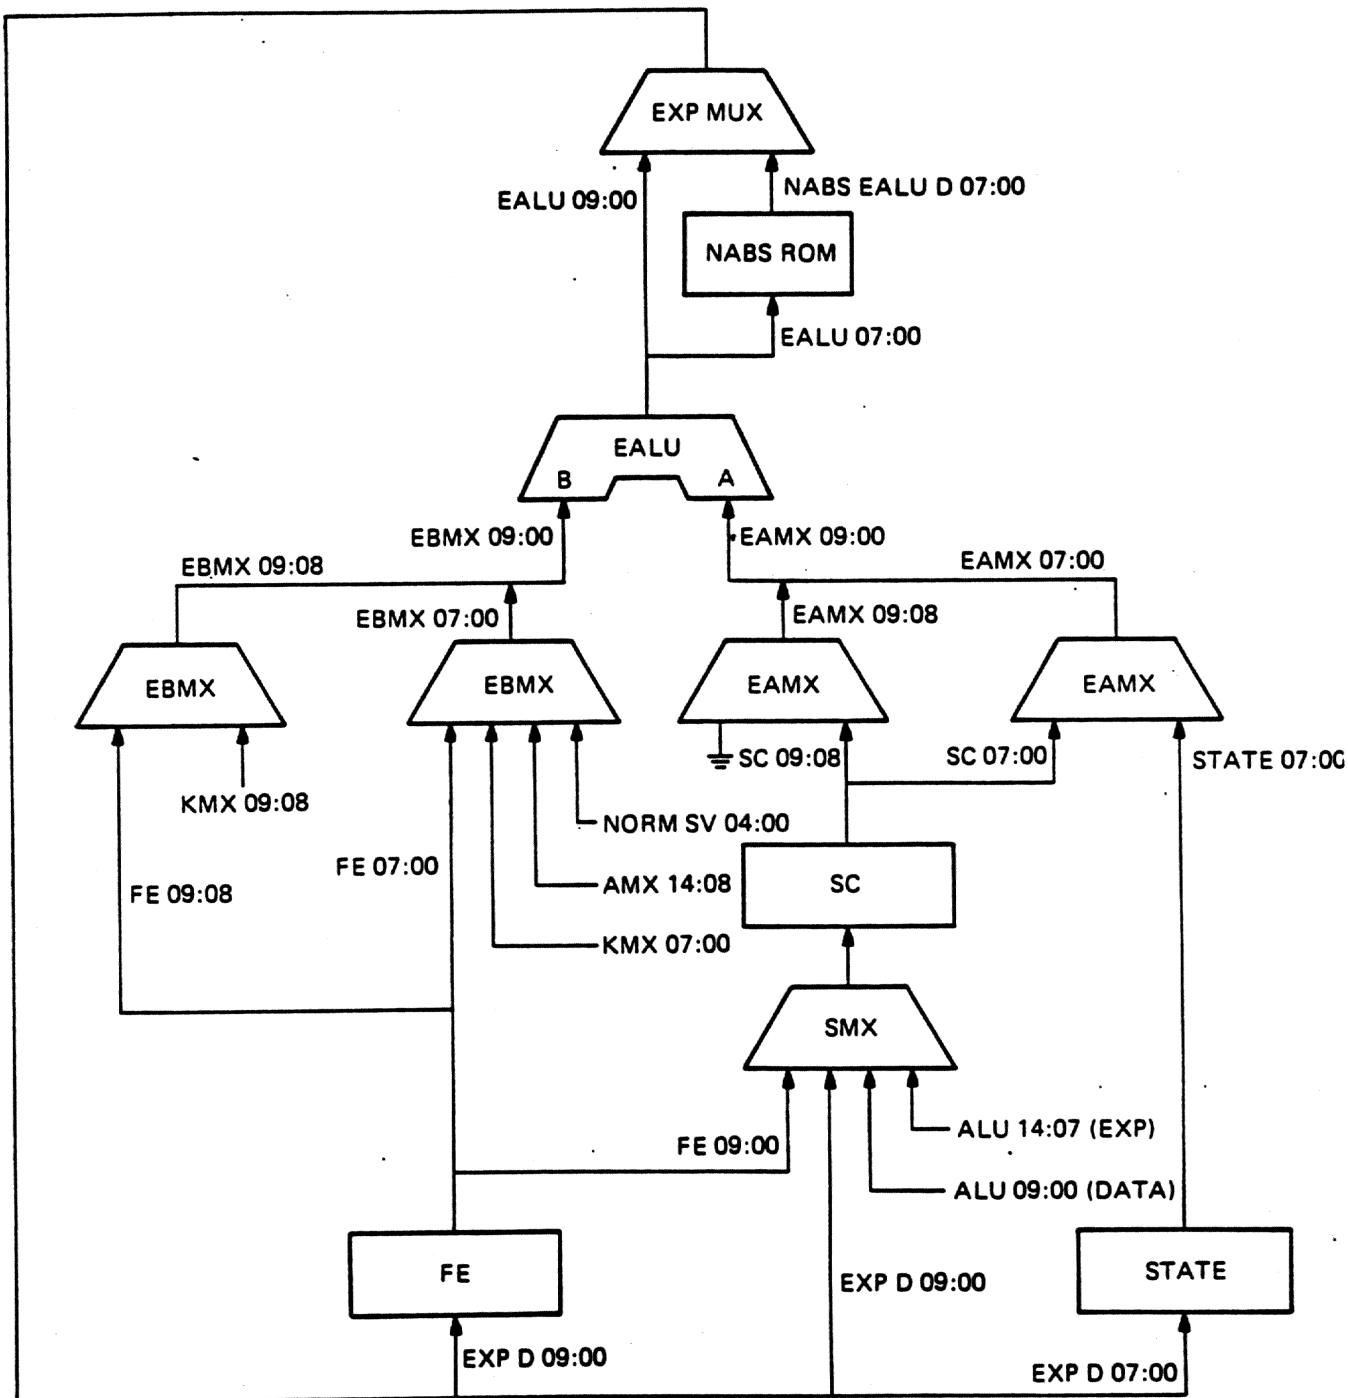 EXP MUX
NABS EALU D 07:00
EALU 09:00
NABS ROM
EALU 07:00
EALU
B
A
EBMX 09:00
EAMX 09:00
EBMX 09:08
EAMX 07:00
EBMX 07:00
EAMX 09:08
EBMX
EBMX
EAMX
EAMX
SC 09:08
SC 07:00
STATE 07:00
KMX 09:08
NORM SV 04:00
FE 07:00
FE 09:08
AMX 14:08
SC
KMX 07:00
SMX
ALU 14:07 (EXP)
FE 09:00
ALU 09:00 (DATA)
FE
EXP D 09:00
STATE
EXP D 09:00
EXP D 07:00